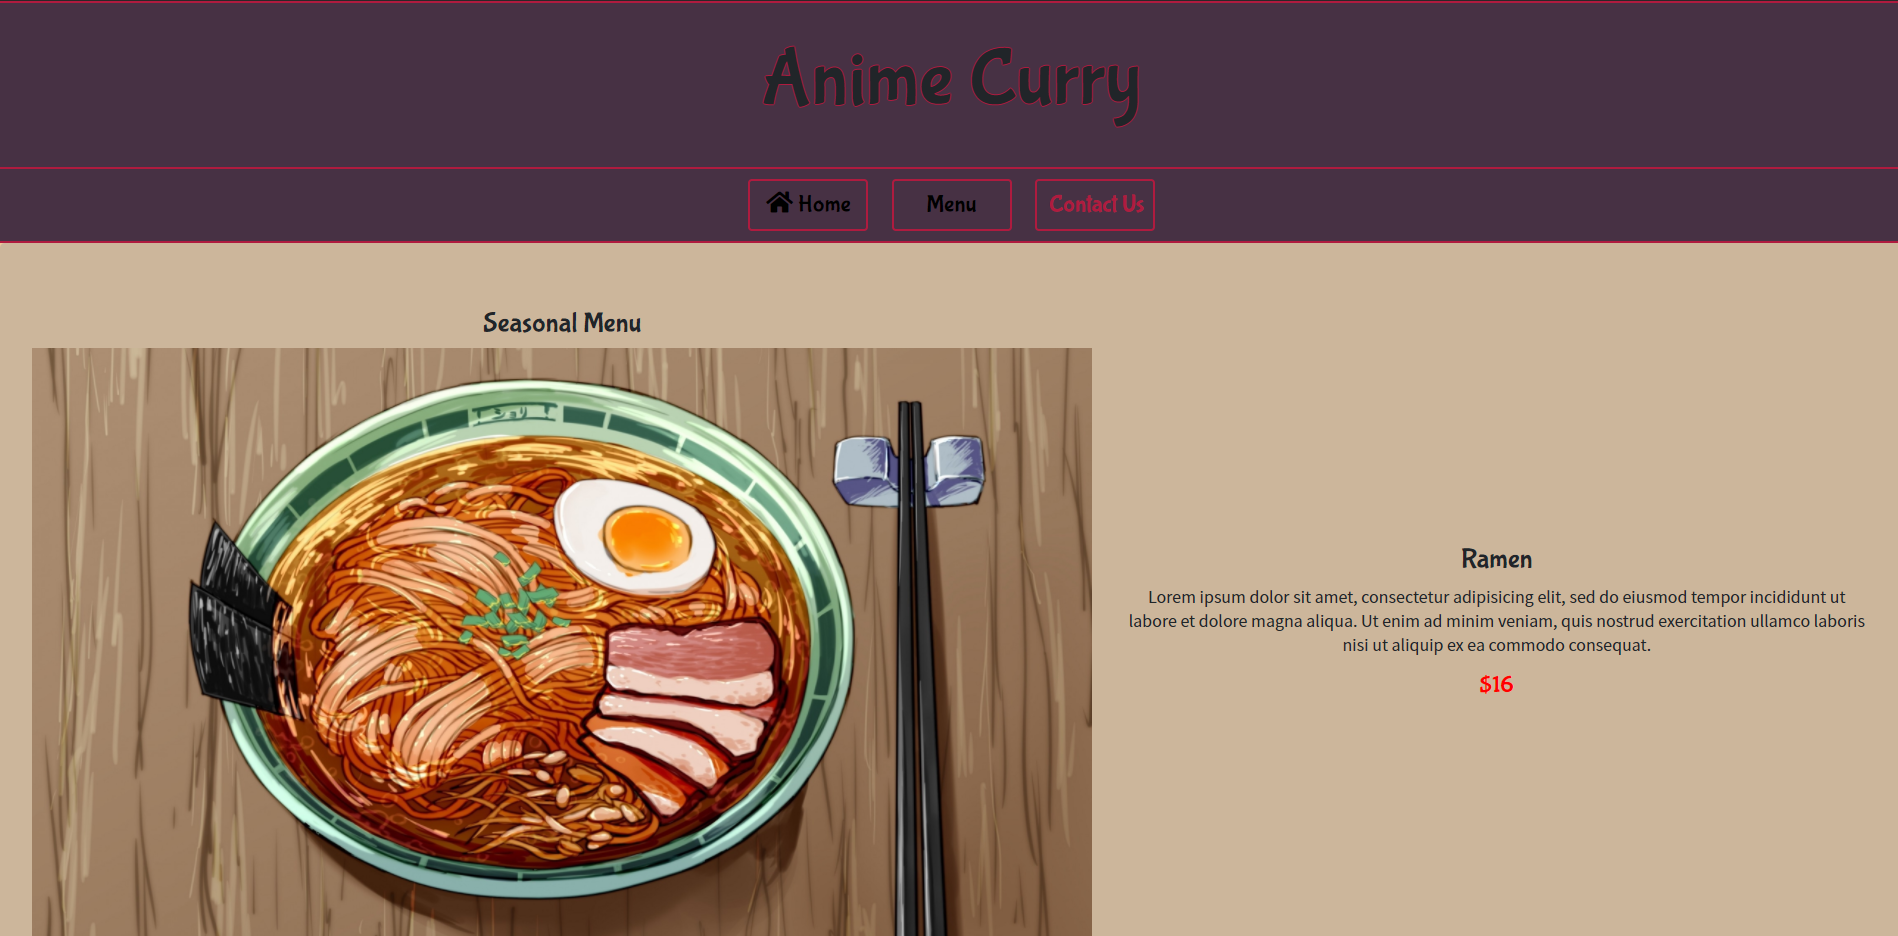 Anime Curry
Home
Menu
Contact Us
Seasonal Menu
Ramen
Lorem ipsum dolor sit amet, consectetur adipisicing elit, sed do eiusmod tempor incididunt ut
labore et dolore magna aliqua. Ut enim ad minim veniam, quis nostrud exercitation ullamco laboris
nisi ut aliquip ex ea commodo consequat.
$16